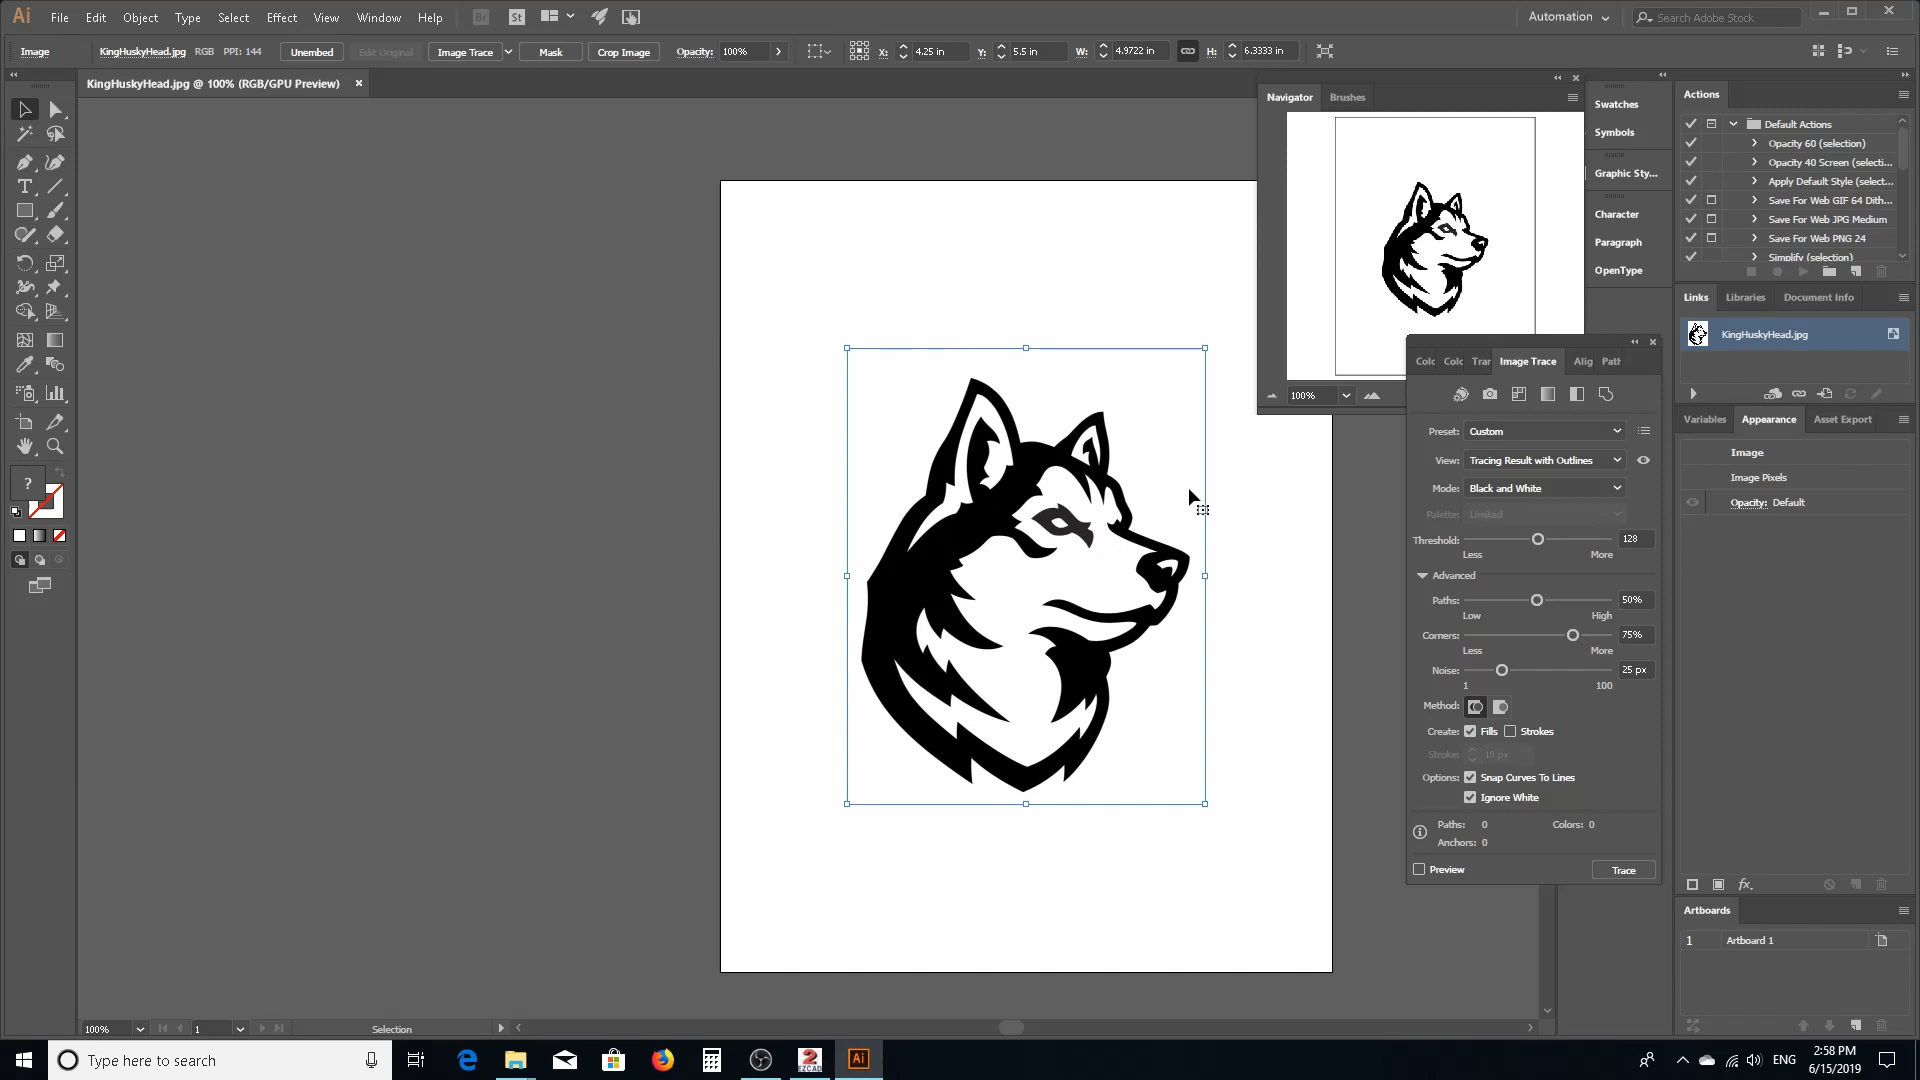 Ai File Edit Object Type Select Effect View Window Help Br St Automation Search Adobe Stock
Image KingHuskyHead.jpg RGB PPI: 144 Unembed Edit Original Image Trace Mask Crop Image Opacity: 100% X: 4.25 in Y: 5.5 in W: 4.9722 in H: 6.3333 in
KingHuskyHead.jpg @ 100% (RGB/GPU Preview)
Navigator Brushes
100%
Swatches
Symbols
Graphic Sty...
Character
Paragraph
OpenType
Actions
Default Actions
Opacity 60 (selection)
Opacity 40 Screen (selecti...
Apply Default Style (select...
Save For Web GIF 64 Dith...
Save For Web JPG Medium
Save For Web PNG 24
Simplify (selection)
Links Libraries Document Info
KingHuskyHead.jpg
Variables Appearance Asset Export
Image
Image Pixels
Opacity: Default
fx
Artboards
1 Artboard 1
Colc Colc Trar Image Trace Alig Path
Preset: Custom
View: Tracing Result with Outlines
Mode: Black and White
Palette: Limited
Threshold: 128
Less More
Advanced
Paths: 50%
Low High
Corners: 75%
Less More
Noise: 25 px
1 100
Method:
Create: Fills Strokes
Stroke: 10 px
Options: Snap Curves To Lines
Ignore White
Paths: 0 Colors: 0
Anchors: 0
Preview Trace
?
100% 1 Selection
Type here to search
2
EZCAD
Ai
ENG
2:58 PM
6/15/2019